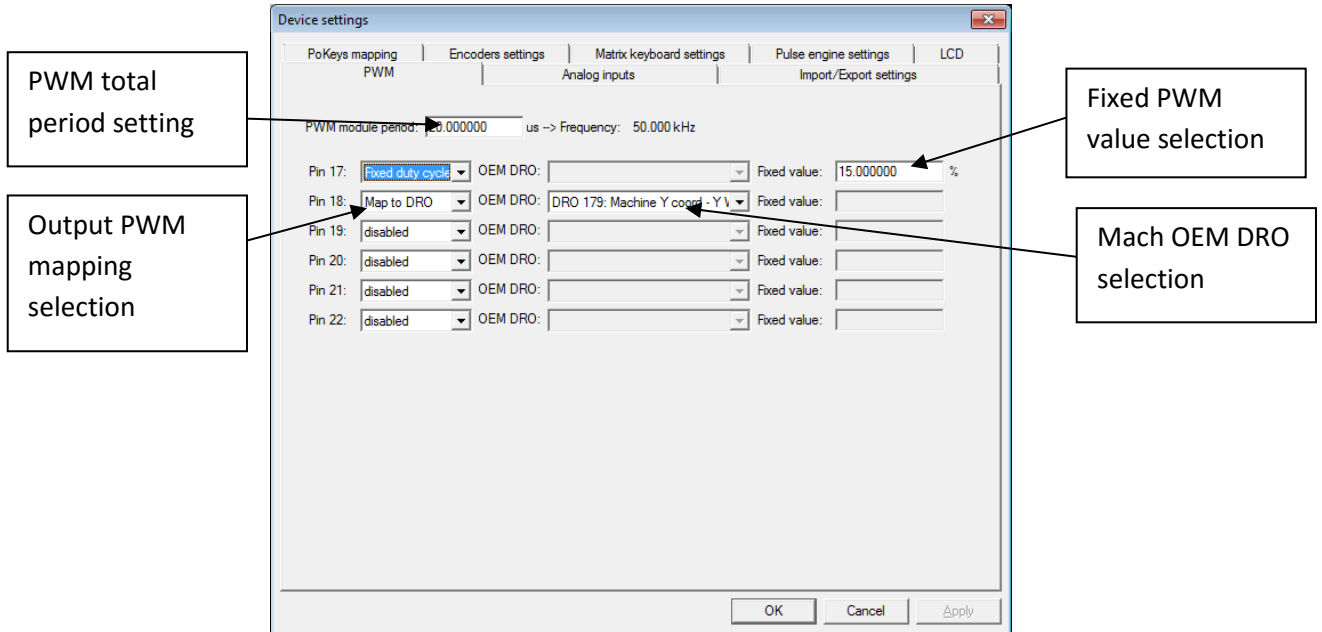 Device settings
PoKeys mapping Encoders settings Matrix keyboard settings Pulse engine settings LCD
PWM Analog inputs Import/Export settings
PWM total
period setting
PWM module period: 20.000000 us --> Frequency: 50.000 kHz
Fixed PWM
value selection
Pin 17: Fixed duty cycle OEM DRO: Fixed value: 15.000000 %
Pin 18: Map to DRO OEM DRO: DRO 179: Machine Y coord - Y Fixed value:
Output PWM
mapping
selection
Pin 19: disabled OEM DRO: Fixed value:
Mach OEM DRO
selection
Pin 20: disabled OEM DRO: Fixed value:
Pin 21: disabled OEM DRO: Fixed value:
Pin 22: disabled OEM DRO: Fixed value:
OK Cancel Apply